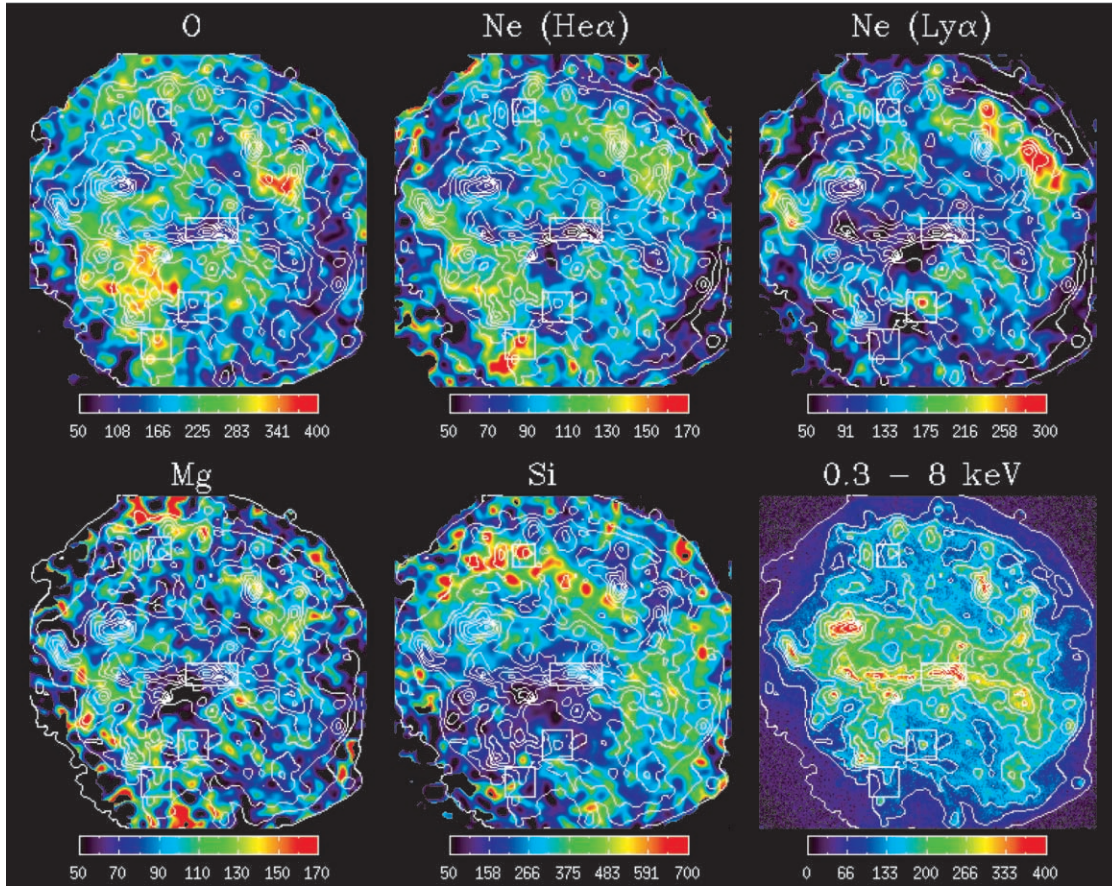 O
Ne (Heα)
Ne (Lyα)
50 108 166 225 283 341 400
50 70 90 110 130 150 170
50 91 133 175 216 258 300
Mg
Si
0.3 – 8 keV
50 70 90 110 130 150 170
50 158 266 375 483 591 700
0 66 133 200 266 333 400